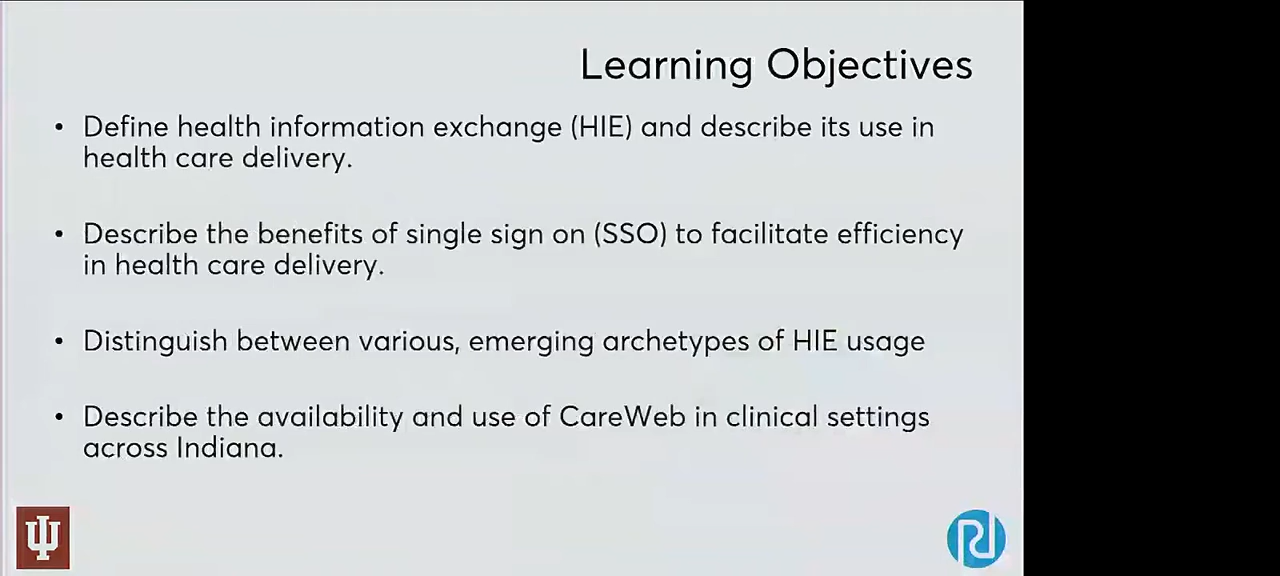 Learning Objectives
• Define health information exchange (HIE) and describe its use in
health care delivery.
• Describe the benefits of single sign on (SSO) to facilitate efficiency
in health care delivery.
• Distinguish between various, emerging archetypes of HIE usage
• Describe the availability and use of CareWeb in clinical settings
across Indiana.